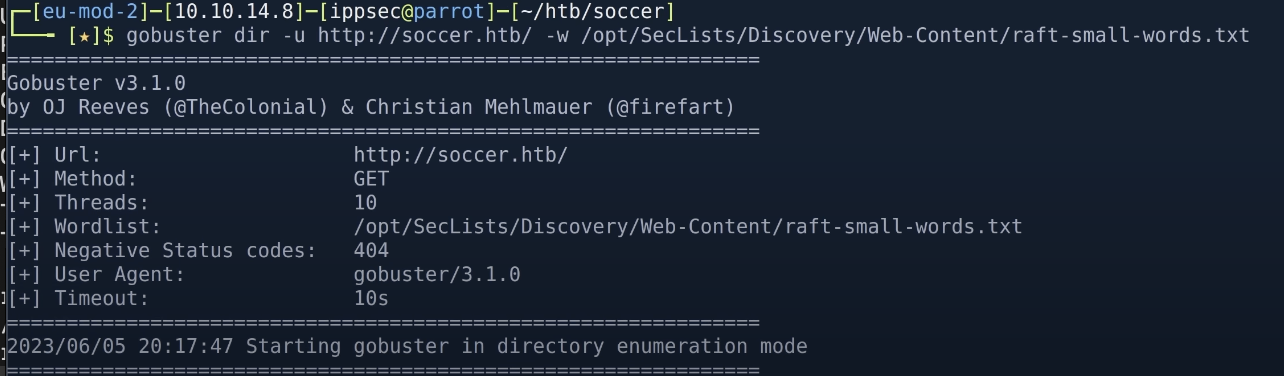 ┌─[eu-mod-2]─[10.10.14.8]─[ippsec@parrot]─[~/htb/soccer]
└──╼ [★]$ gobuster dir -u http://soccer.htb/ -w /opt/SecLists/Discovery/Web-Content/raft-small-words.txt
===============================================================
Gobuster v3.1.0
by OJ Reeves (@TheColonial) & Christian Mehlmauer (@firefart)
===============================================================
[+] Url:                     http://soccer.htb/
[+] Method:                  GET
[+] Threads:                 10
[+] Wordlist:                /opt/SecLists/Discovery/Web-Content/raft-small-words.txt
[+] Negative Status codes:   404
[+] User Agent:              gobuster/3.1.0
[+] Timeout:                 10s
===============================================================
2023/06/05 20:17:47 Starting gobuster in directory enumeration mode
===============================================================